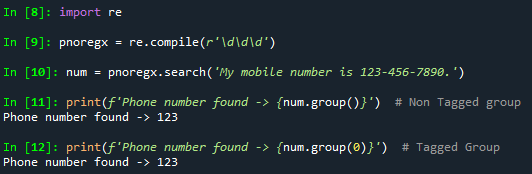 In [8]: import re
In [9]: pnoregx = re.compile(r'\d\d\d')
In [10]: num = pnoregx.search('My mobile number is 123-456-7890.')
In [11]: print(f'Phone number found -> {num.group()}')  # Non Tagged group
Phone number found -> 123
In [12]: print(f'Phone number found -> {num.group(0)}')  # Tagged Group
Phone number found -> 123